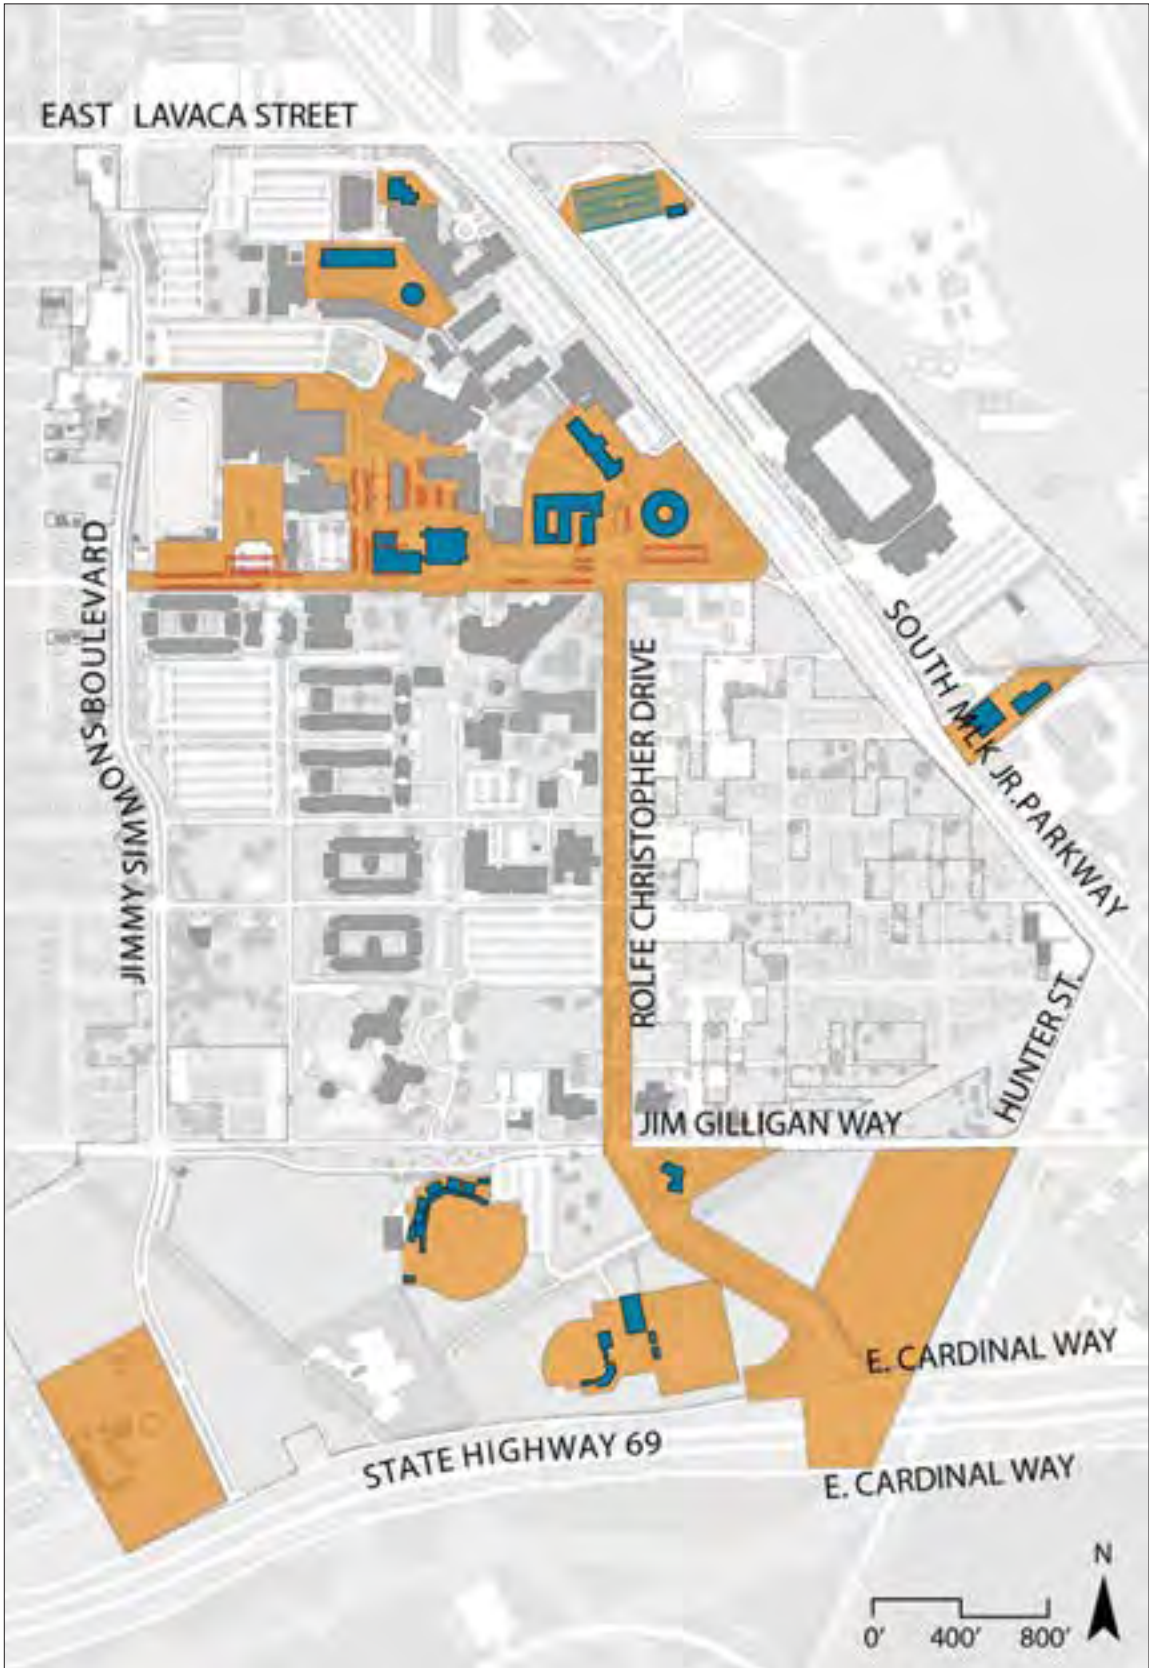 EAST LAVACA STREET
JIMMY SIMMONS BOULEVARD
ROLFE CHRISTOPHER DRIVE
SOUTH MLK JR. PARKWAY
HUNTER ST.
JIM GILLIGAN WAY
E. CARDINAL WAY
STATE HIGHWAY 69
E. CARDINAL WAY
N
0' 400' 800'